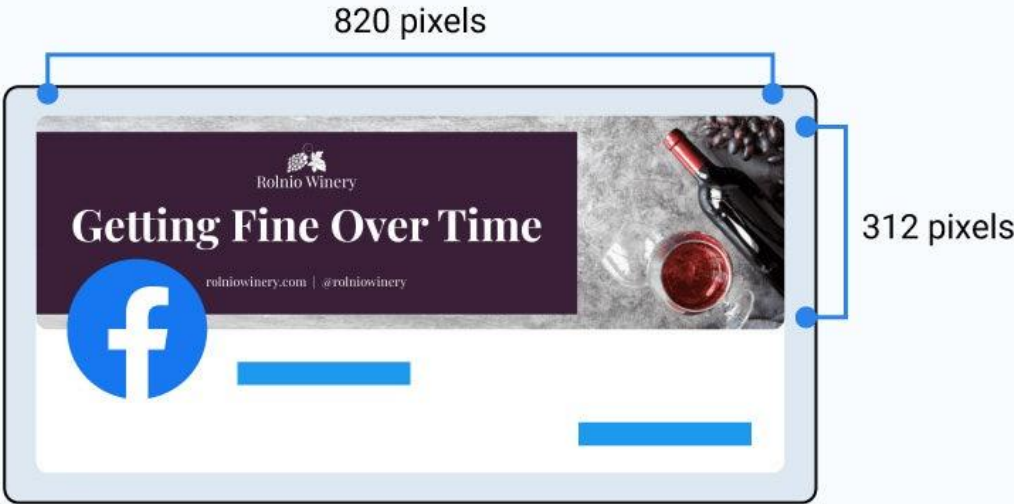 820 pixels
Rolnio Winery
Getting Fine Over Time
312 pixels
rolniowinery.com | @rolniowinery